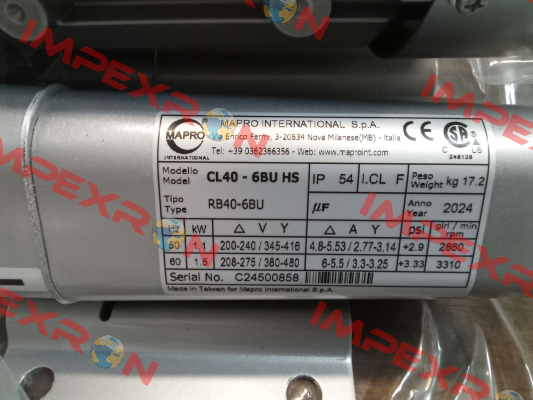 MAPRO INTERNATIONAL S.p.A.
Via Enrico Fermi, 3-20834 Nova Milanese(MB) - Italia
Tel: +39 0362366356 - Web: www.maproint.com
MAPRO
INTERNATIONAL
CE
SA
C US
248128
Modello
Model CL40 - 6BU HS IP 54 I.CL F Peso
Weight kg 17.2
Tipo
Type RB40-6BU µF Anno
Year 2024
Hz kW △ V Y △ A Y psi giri / min
rpm
50 1.1 200-240 / 345-416 4.8-5.53 / 2.77-3.14 +2.9 2860
60 1.5 208-275 / 380-480 6-5.5 / 3.3-3.25 +3.33 3310
Serial No. C24500858
Made in Taiwan for Mapro International S.p.A.
IMPEXRON
IMPEXRON
IMPEXRON
IMPEXRON